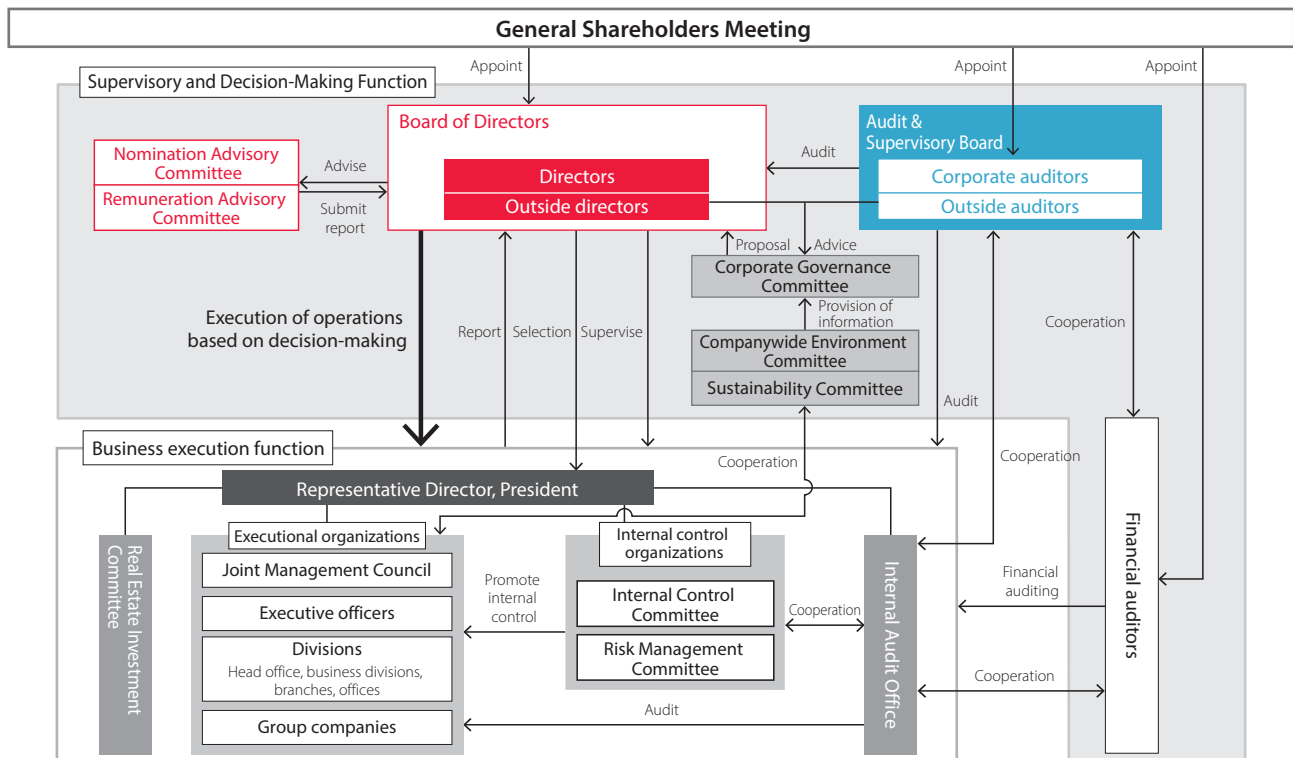 General Shareholders Meeting
Appoint
Appoint
Appoint
Supervisory and Decision-Making Function
Board of Directors
Directors
Outside directors
Audit &
Supervisory Board
Corporate auditors
Outside auditors
Nomination Advisory
Committee
Remuneration Advisory
Committee
Advise
Submit
report
Audit
Proposal
Advice
Corporate Governance
Committee
Provision of
information
Companywide Environment
Committee
Sustainability Committee
Execution of operations
based on decision-making
Report
Selection
Supervise
Cooperation
Audit
Cooperation
Cooperation
Business execution function
Representative Director, President
Real Estate Investment
Committee
Executional organizations
Joint Management Council
Executive officers
Divisions
Head office, business divisions,
branches, offices
Group companies
Promote
internal
control
Internal control
organizations
Internal Control
Committee
Risk Management
Committee
Cooperation
Audit
Internal Audit Office
Financial
auditing
Cooperation
Financial auditors